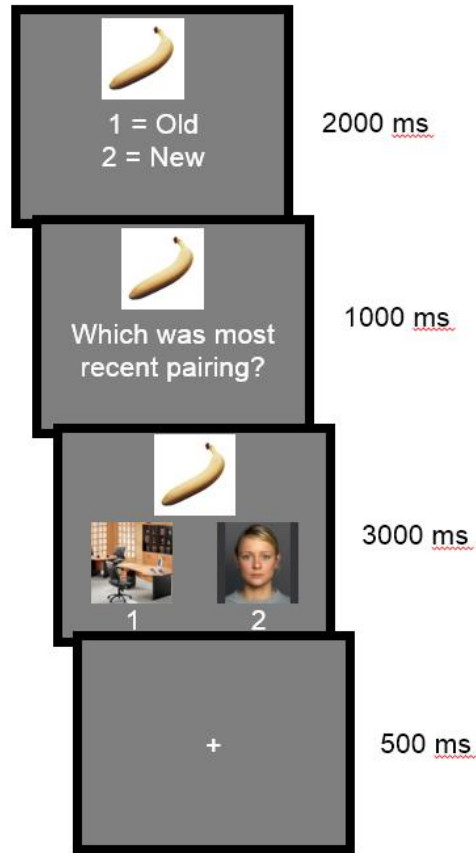 1 = Old
2 = New
2000 ms
Which was most
recent pairing?
1000 ms
1 2
3000 ms
+
500 ms